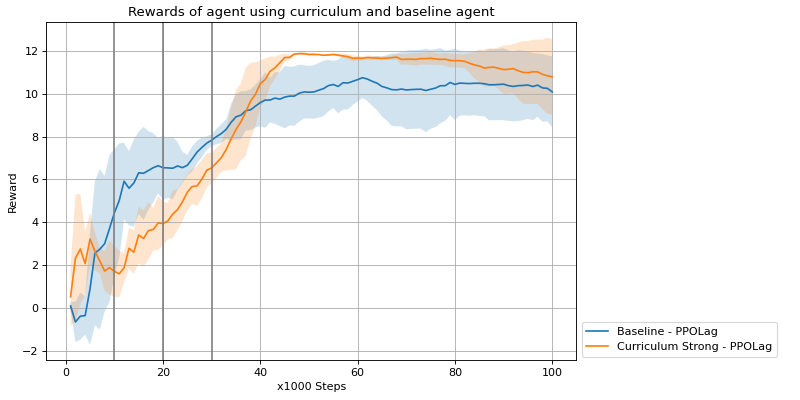 Rewards of agent using curriculum and baseline agent
12
10
8
6
4
2
0
−2
Reward
0 20 40 60 80 100
x1000 Steps
Baseline - PPOLag
Curriculum Strong - PPOLag